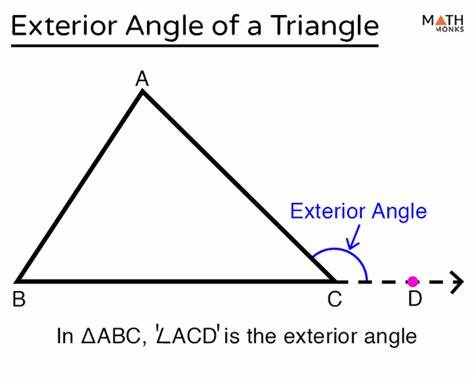 Exterior Angle of a Triangle
MATH
MONKS
A
Exterior Angle
B
C
D
In ΔABC, '∠ACD' is the exterior angle